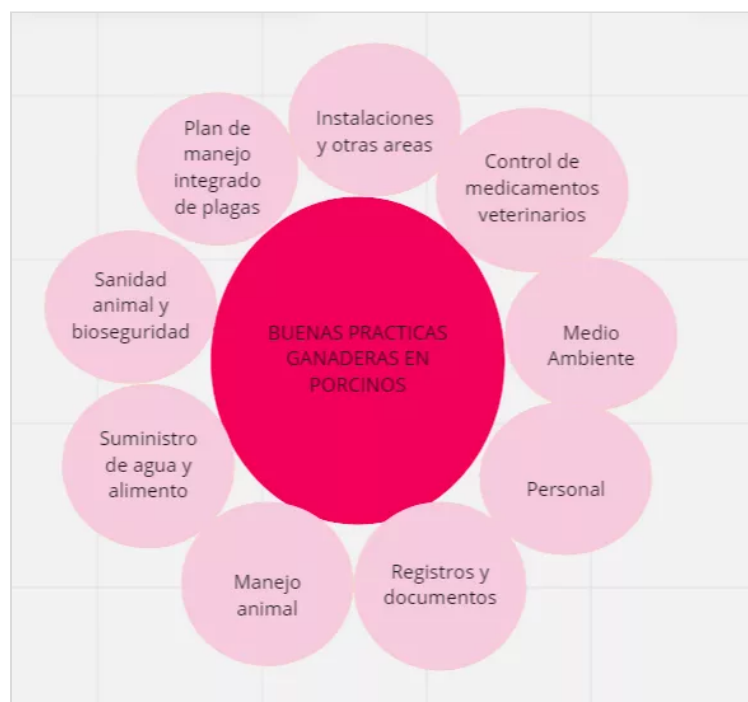 Instalaciones
y otras areas
Control de
medicamentos
veterinarios
Medio
Ambiente
Personal
Registros y
documentos
Manejo
animal
Suministro
de agua y
alimento
Sanidad
animal y
bioseguridad
Plan de
manejo
integrado
de plagas
BUENAS PRACTICAS
GANADERAS EN
PORCINOS